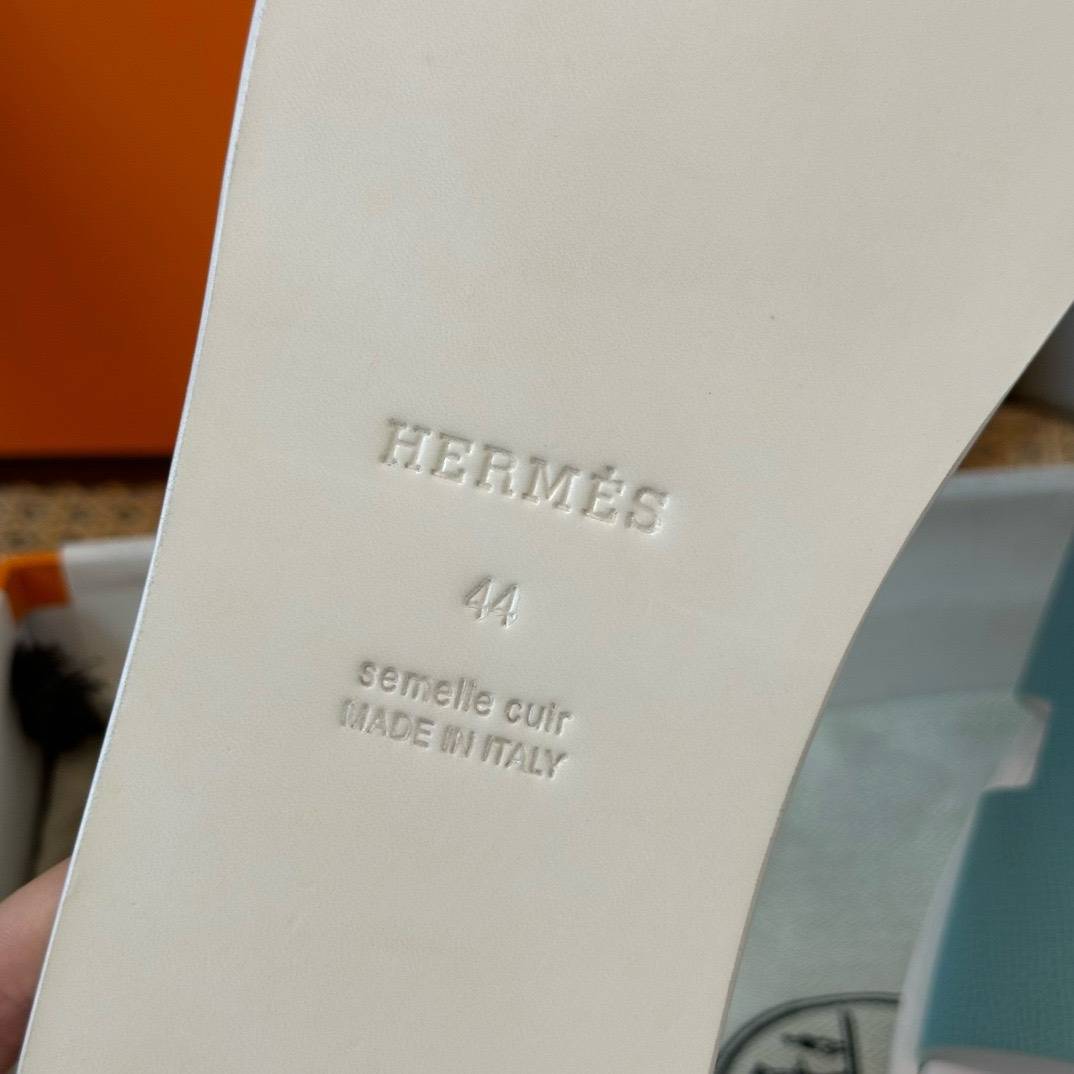 HERMÈS
44
semelle cuir
MADE IN ITALY